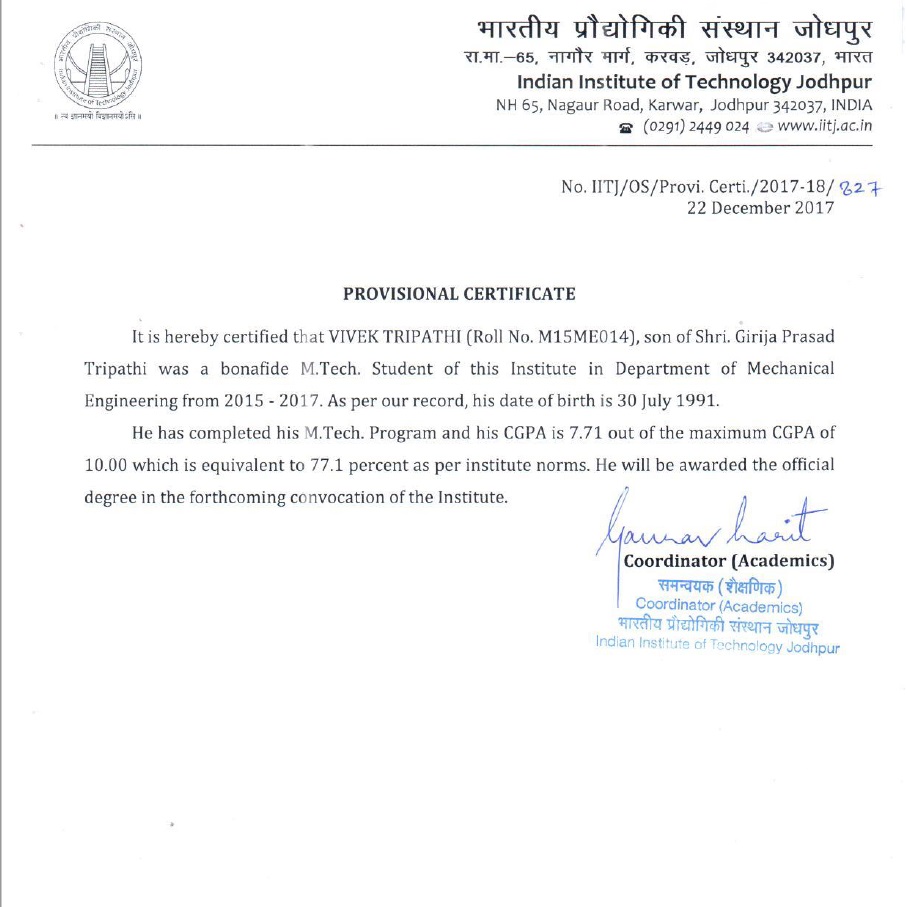 भारतीय प्रौद्योगिकी संस्थान जोधपुर
रा.मा.–65, नागौर मार्ग, करवड़, जोधपुर 342037, भारत
Indian Institute of Technology Jodhpur
NH 65, Nagaur Road, Karwar, Jodhpur 342037, INDIA
☎ (0291) 2449 024 www.iitj.ac.in
भारतीय प्रौद्योगिकी संस्थान जोधपुर
Indian Institute of Technology Jodhpur
॥ त्वं ज्ञानमयो विज्ञानमयोऽसि ॥
No. IITJ/OS/Provi. Certi./2017-18/ 827
22 December 2017
PROVISIONAL CERTIFICATE
It is hereby certified that VIVEK TRIPATHI (Roll No. M15ME014), son of Shri. Girija Prasad
Tripathi was a bonafide M.Tech. Student of this Institute in Department of Mechanical
Engineering from 2015 - 2017. As per our record, his date of birth is 30 July 1991.
He has completed his M.Tech. Program and his CGPA is 7.71 out of the maximum CGPA of
10.00 which is equivalent to 77.1 percent as per institute norms. He will be awarded the official
degree in the forthcoming convocation of the Institute.
Gaurav Harit
Coordinator (Academics)
समन्वयक (शैक्षणिक)
Coordinator (Academics)
भारतीय प्रौद्योगिकी संस्थान जोधपुर
Indian Institute of Technology Jodhpur